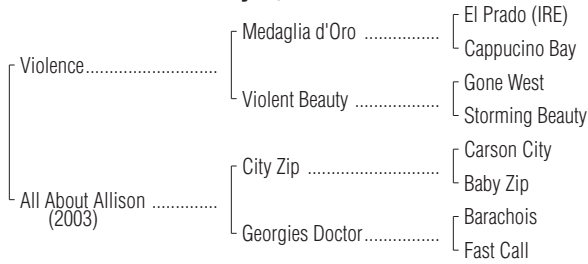 El Prado (IRE)
Medaglia d'Oro ................
Cappucino Bay
Violence............................
Gone West
Violent Beauty ..................
Storming Beauty
Carson City
City Zip ............................
Baby Zip
All About Allison ..............
(2003)
Barachois
Georgies Doctor................
Fast Call